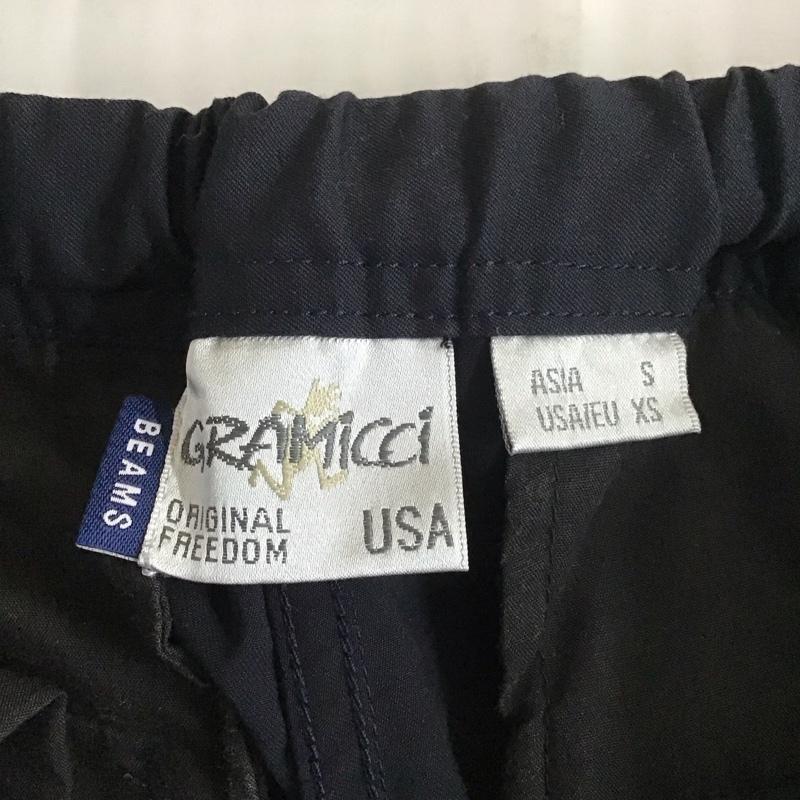 BEAMS
GRAMiCCi
ORIGINAL
FREEDOM
USA
ASIA S
USA/EU XS